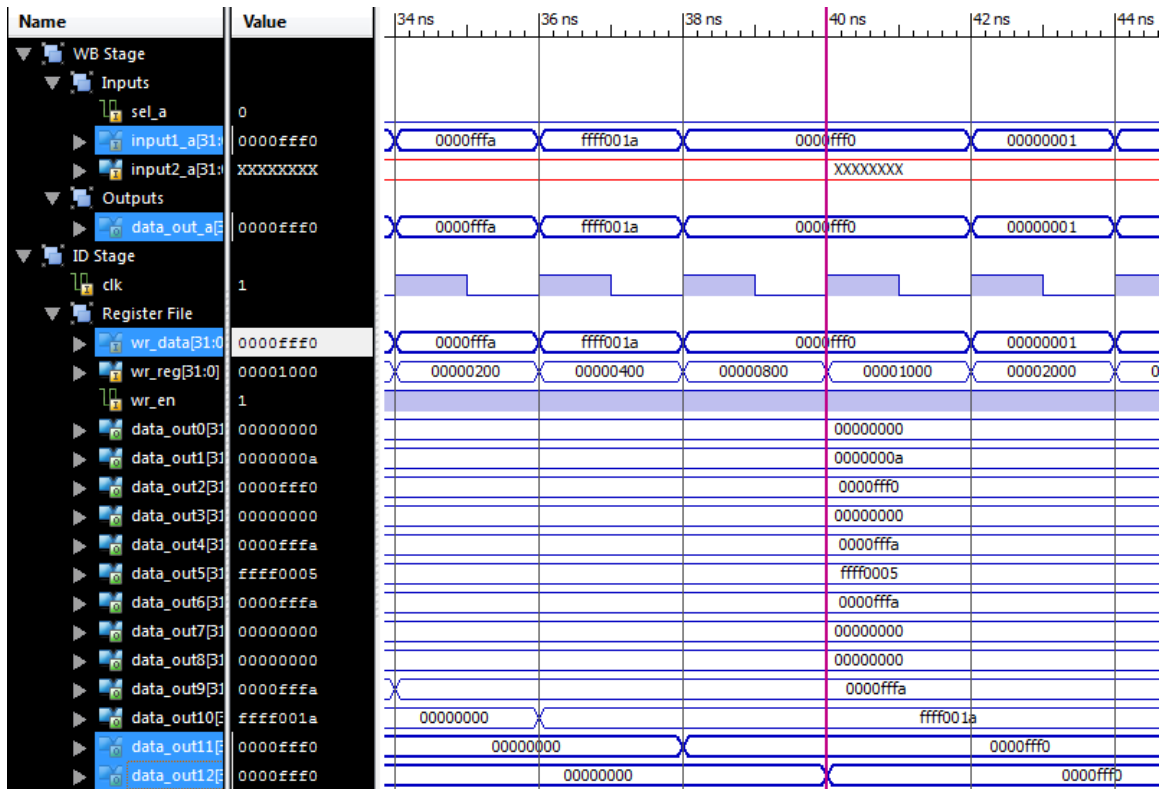 Name Value 34 ns 36 ns 38 ns 40 ns 42 ns 44 ns
WB Stage
Inputs
sel_a 0
input1_a[31: 0000fff0 0000fffa ffff001a 0000fff0 00000001
input2_a[31: XXXXXXXX XXXXXXXX
Outputs
data_out_a[3 0000fff0 0000fffa ffff001a 0000fff0 00000001
ID Stage
clk 1
Register File
wr_data[31:0 0000fff0 0000fffa ffff001a 0000fff0 00000001
wr_reg[31:0] 00001000 00000200 00000400 00000800 00001000 00002000 0
wr_en 1
data_out0[31 00000000 00000000
data_out1[31 0000000a 0000000a
data_out2[31 0000fff0 0000fff0
data_out3[31 00000000 00000000
data_out4[31 0000fffa 0000fffa
data_out5[31 ffff0005 ffff0005
data_out6[31 0000fffa 0000fffa
data_out7[31 00000000 00000000
data_out8[31 00000000 00000000
data_out9[31 0000fffa 0000fffa
data_out10[3 ffff001a 00000000 ffff001a
data_out11[3 0000fff0 00000000 0000fff0
data_out12[3 0000fff0 00000000 0000fff0